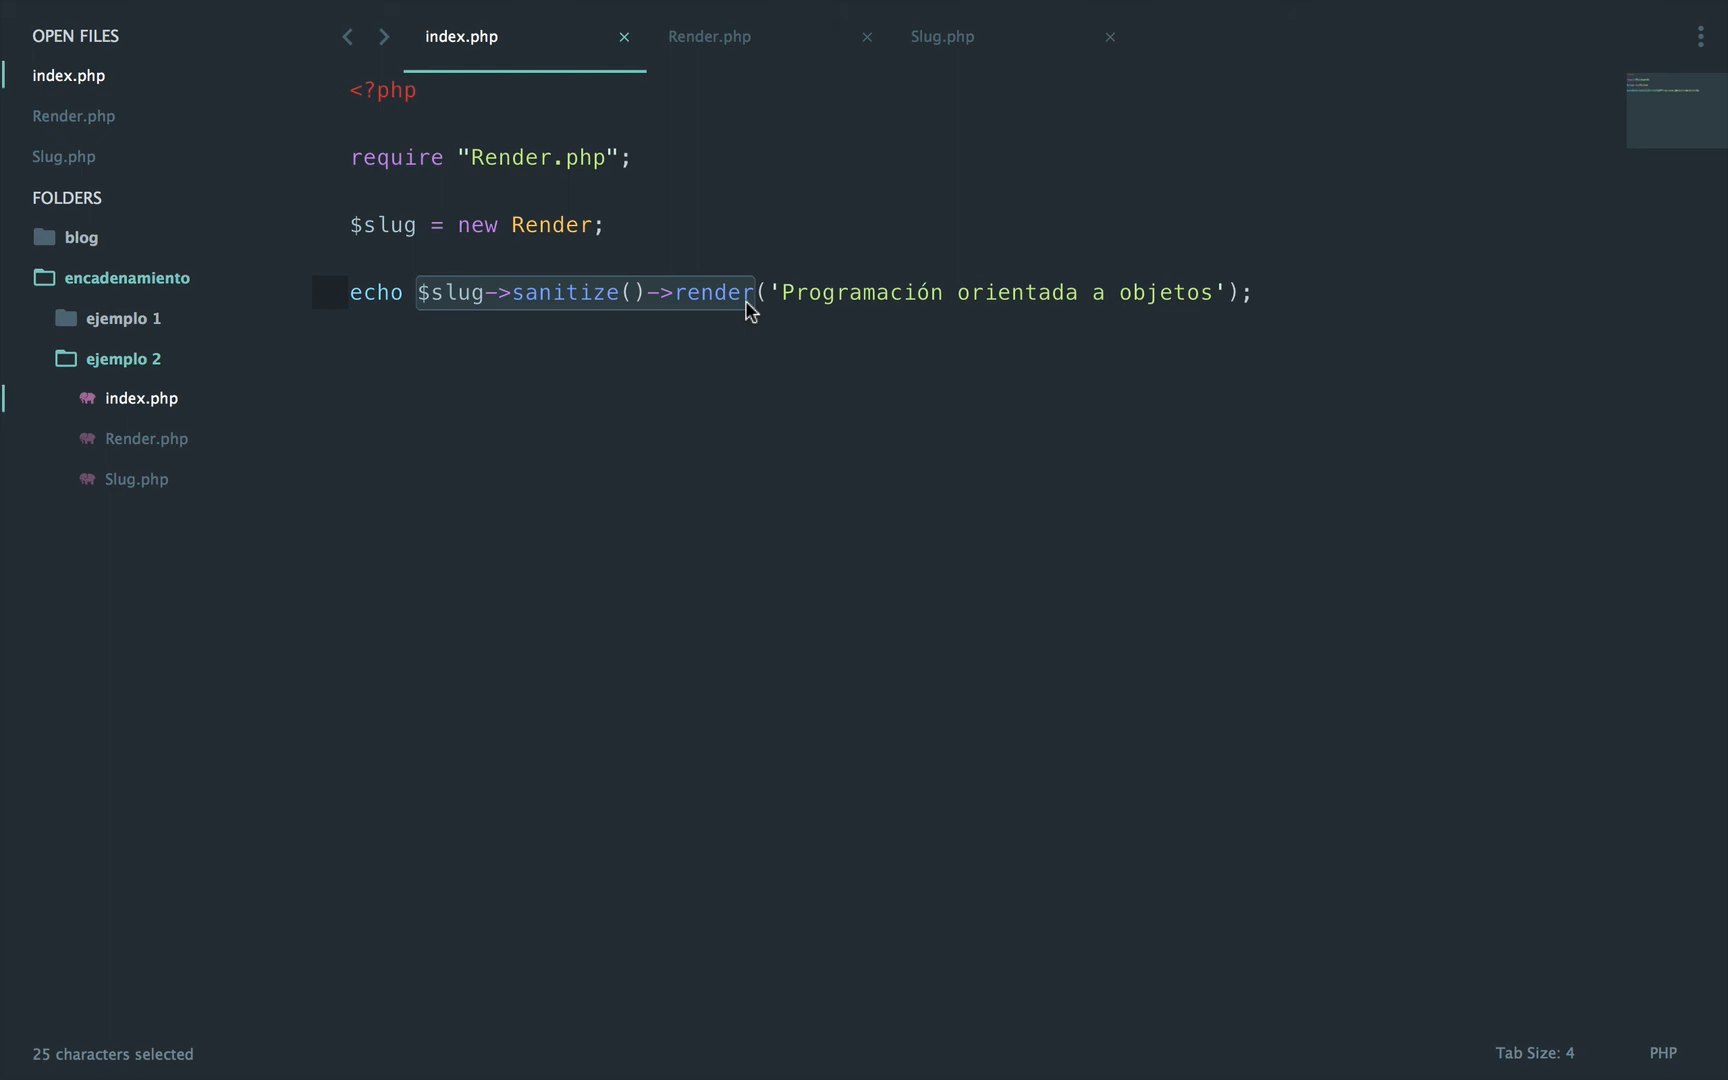 OPEN FILES
index.php
Render.php
Slug.php
FOLDERS
blog
encadenamiento
ejemplo 1
ejemplo 2
index.php
Render.php
Slug.php
index.php
Render.php
Slug.php
<?php
require "Render.php";
$slug = new Render;
echo $slug->sanitize()->render('Programación orientada a objetos');
25 characters selected
Tab Size: 4
PHP